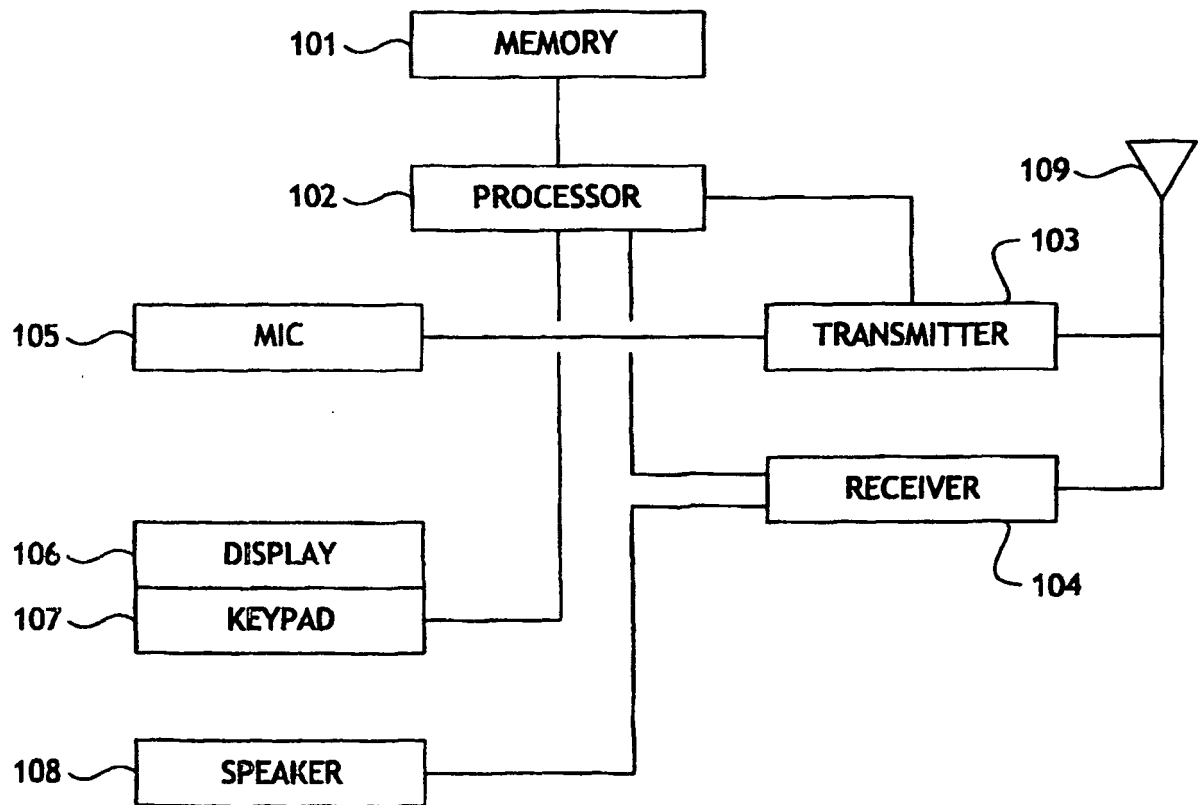 101 MEMORY
109
102 PROCESSOR
103
105 MIC
TRANSMITTER
RECEIVER
106 DISPLAY
104
107 KEYPAD
108 SPEAKER